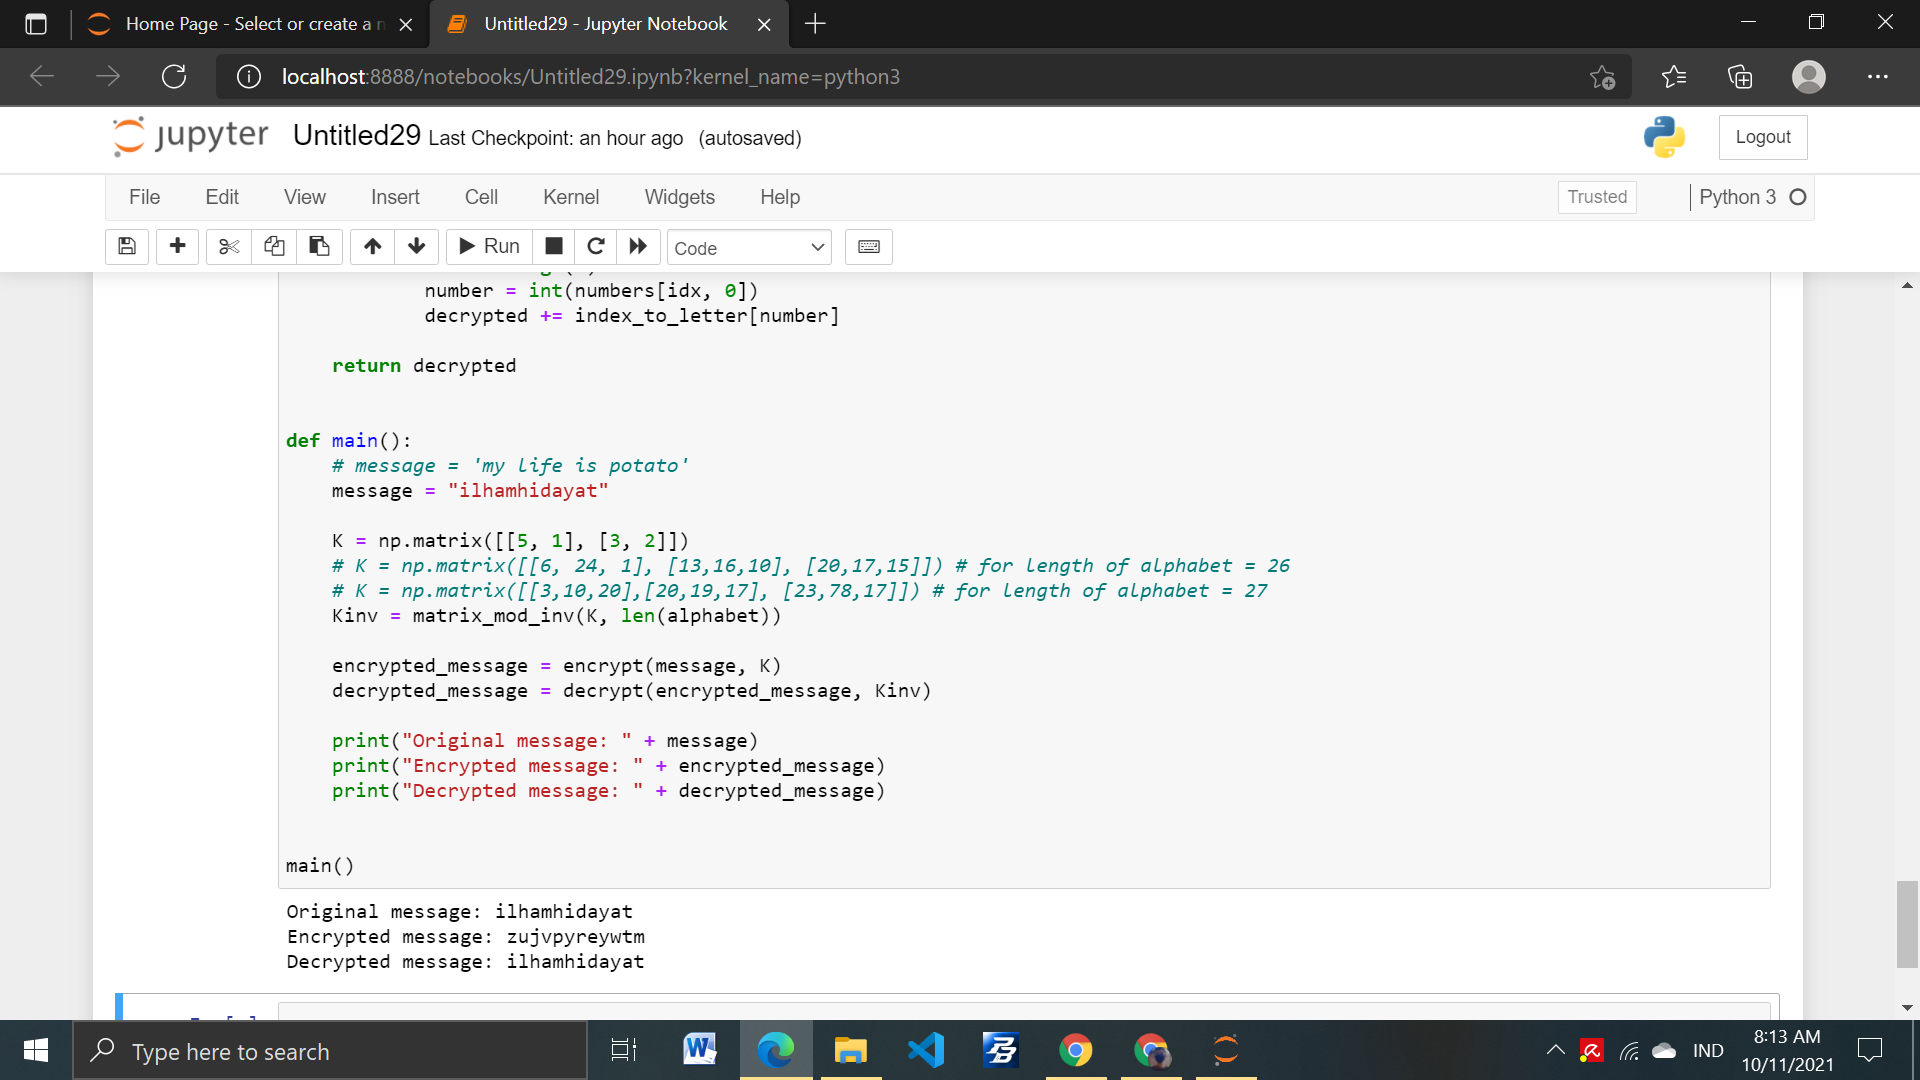 Home Page - Select or create a n
Untitled29 - Jupyter Notebook
localhost:8888/notebooks/Untitled29.ipynb?kernel_name=python3
jupyter Untitled29 Last Checkpoint: an hour ago (autosaved)
Logout
File Edit View Insert Cell Kernel Widgets Help
Trusted
Python 3
Run
Code
number = int(numbers[idx, 0])
decrypted += index_to_letter[number]
return decrypted
def main():
# message = 'my life is potato'
message = "ilhamhidayat"
K = np.matrix([[5, 1], [3, 2]])
# K = np.matrix([[6, 24, 1], [13,16,10], [20,17,15]]) # for length of alphabet = 26
# K = np.matrix([[3,10,20],[20,19,17], [23,78,17]]) # for length of alphabet = 27
Kinv = matrix_mod_inv(K, len(alphabet))
encrypted_message = encrypt(message, K)
decrypted_message = decrypt(encrypted_message, Kinv)
print("Original message: " + message)
print("Encrypted message: " + encrypted_message)
print("Decrypted message: " + decrypted_message)
main()
Original message: ilhamhidayat
Encrypted message: zujvpyreywtm
Decrypted message: ilhamhidayat
Type here to search
IND
8:13 AM
10/11/2021